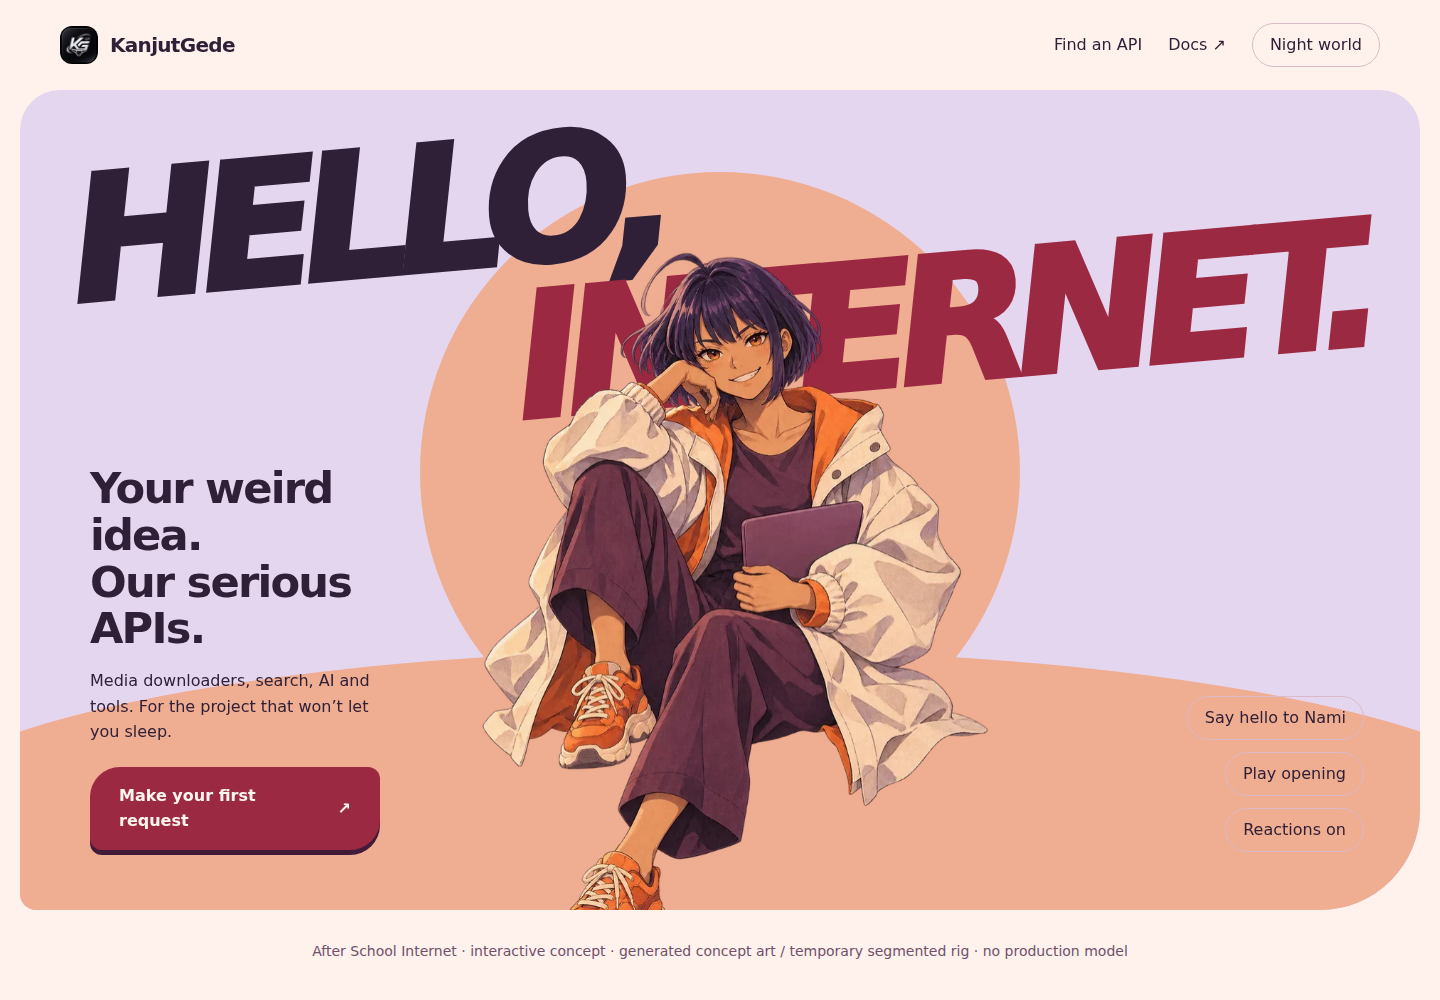 KG
KanjutGede
Find an API
Docs ↗
Night world
HELLO,
INTERNET.
Your weird
idea.
Our serious
APIs.
Media downloaders, search, AI and
tools. For the project that won’t let
you sleep.
Make your first
request ↗
Say hello to Nami
Play opening
Reactions on
After School Internet · interactive concept · generated concept art / temporary segmented rig · no production model